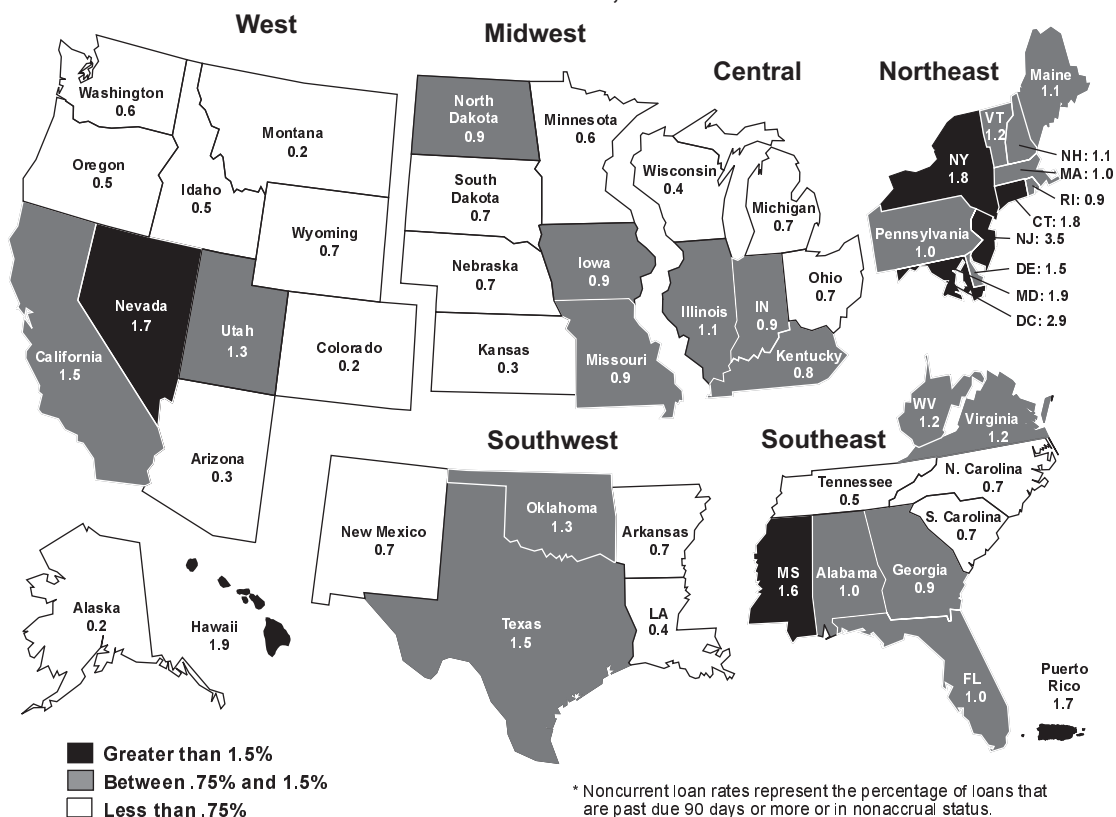 West
Washington
0.6
Oregon
0.5
California
1.5
Nevada
1.7
Idaho
0.5
Montana
0.2
Wyoming
0.7
Utah
1.3
Colorado
0.2
Arizona
0.3
Alaska
0.2
Hawaii
1.9
Midwest
North
Dakota
0.9
South
Dakota
0.7
Nebraska
0.7
Kansas
0.3
Minnesota
0.6
Iowa
0.9
Missouri
0.9
Central
Wisconsin
0.4
Michigan
0.7
Illinois
1.1
IN
0.9
Ohio
0.7
Kentucky
0.8
Northeast
Maine
1.1
VT
1.2
NY
1.8
NH: 1.1
MA: 1.0
RI: 0.9
CT: 1.8
NJ: 3.5
Pennsylvania
1.0
DE: 1.5
MD: 1.9
DC: 2.9
Southwest
New Mexico
0.7
Oklahoma
1.3
Texas
1.5
Arkansas
0.7
LA
0.4
Southeast
WV
1.2
Virginia
1.2
Tennessee
0.5
N. Carolina
0.7
S. Carolina
0.7
MS
1.6
Alabama
1.0
Georgia
0.9
FL
1.0
Puerto
Rico
1.7
Greater than 1.5%
Between .75% and 1.5%
Less than .75%
* Noncurrent loan rates represent the percentage of loans that
are past due 90 days or more or in nonaccrual status.